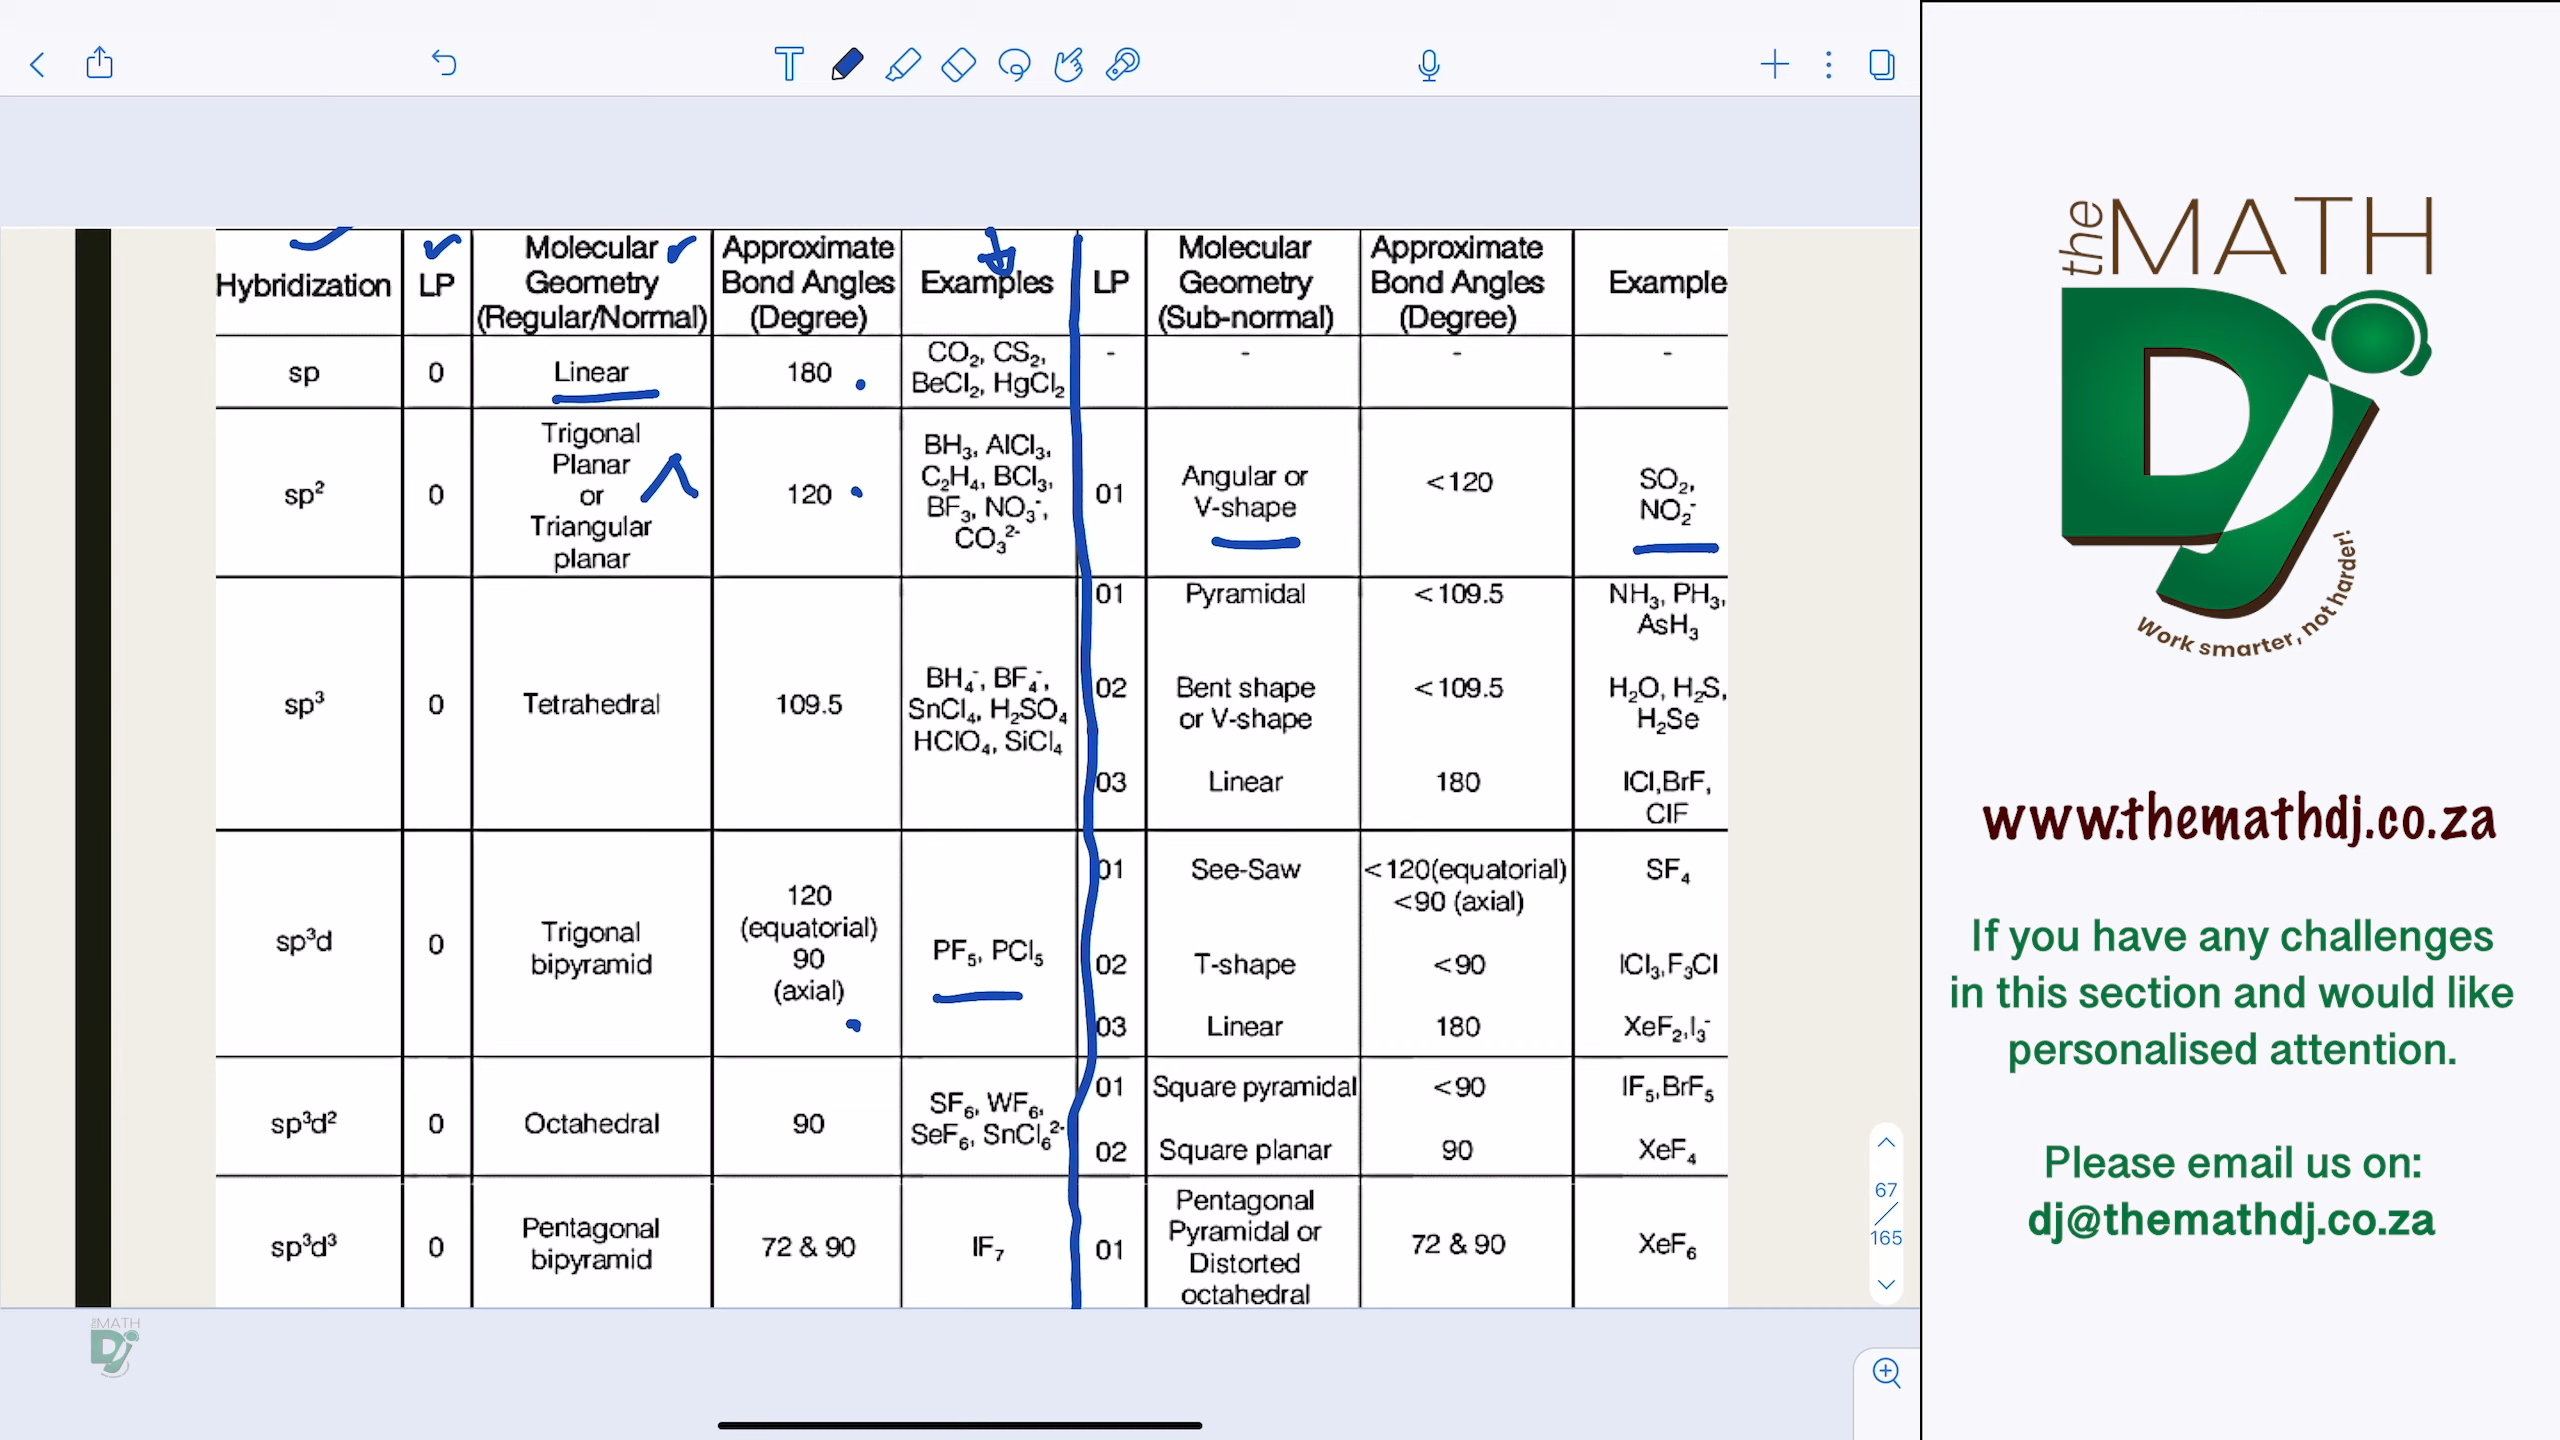 Hybridization
LP
Molecular
Geometry
(Regular/Normal)
Approximate
Bond Angles
(Degree)
Examples
LP
Molecular
Geometry
(Sub-normal)
Approximate
Bond Angles
(Degree)
Example
sp
0
Linear
180
CO₂, CS₂,
BeCl₂, HgCl₂
-
-
-
-
sp²
0
Trigonal
Planar
or
Triangular
planar
120
BH₃, AlCl₃,
C₂H₄, BCl₃,
BF₃, NO₃⁻,
CO₃²⁻
01
Angular or
V-shape
<120
SO₂,
NO₂⁻
sp³
0
Tetrahedral
109.5
BH₄⁻, BF₄⁻,
SnCl₄, H₂SO₄
HClO₄, SiCl₄
01
Pyramidal
<109.5
NH₃, PH₃,
AsH₃
02
Bent shape
or V-shape
<109.5
H₂O, H₂S,
H₂Se
03
Linear
180
ICl,BrF,
ClF
sp³d
0
Trigonal
bipyramid
120
(equatorial)
90
(axial)
PF₅, PCl₅
01
See-Saw
<120(equatorial)
<90 (axial)
SF₄
02
T-shape
<90
ICl₃,F₃Cl
03
Linear
180
XeF₂,I₃⁻
sp³d²
0
Octahedral
90
SF₆, WF₆,
SeF₆, SnCl₆²⁻
01
Square pyramidal
<90
IF₅,BrF₅
02
Square planar
90
XeF₄
sp³d³
0
Pentagonal
bipyramid
72 & 90
IF₇
01
Pentagonal
Pyramidal or
Distorted
octahedral
72 & 90
XeF₆
67
/
165
the MATH
Dj
Work smarter, not harder!
www.themathdj.co.za
If you have any challenges
in this section and would like
personalised attention.
Please email us on:
dj@themathdj.co.za
the MATH
Dj